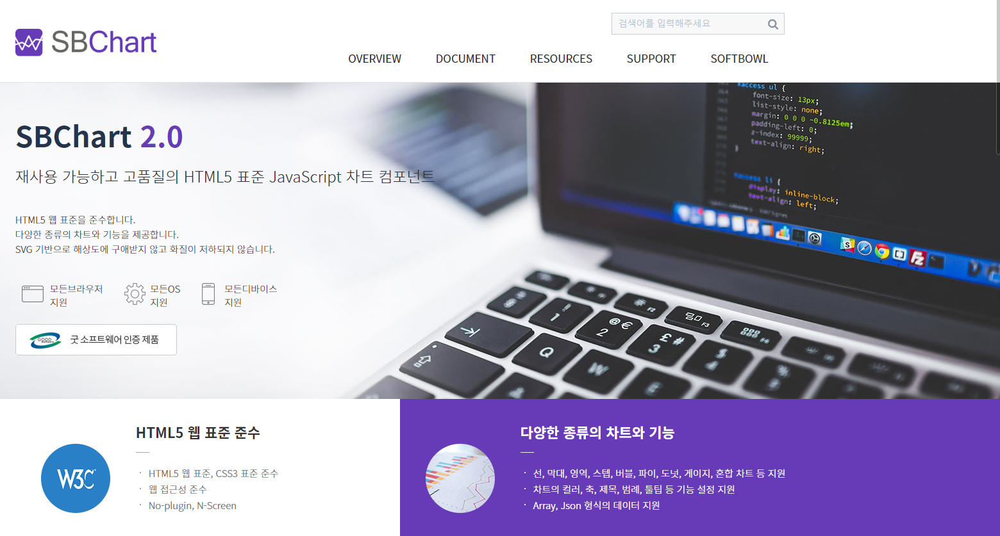 SBChart
검색어를 입력해주세요
OVERVIEW
DOCUMENT
RESOURCES
SUPPORT
SOFTBOWL
SBChart 2.0
재사용 가능하고 고품질의 HTML5 표준 JavaScript 차트 컴포넌트
HTML5 웹 표준을 준수합니다.
다양한 종류의 차트와 기능을 제공합니다.
SVG 기반으로 해상도에 구애받지 않고 화질이 저하되지 않습니다.
모든브라우저
지원
모든OS
지원
모든디바이스
지원
GOOD
굿 소프트웨어 인증 제품
#access ul {
font-size: 13px;
list-style: none;
margin: 0 0 0 -0.8125em;
padding-left: 0;
z-index: 99999;
text-align: right;
}
#access li {
display: inline-block;
text-align: left;
S
Fz
F2
F3
F4
1
@ €
2
£ #
3
$
4
Q
W
E
W3C
HTML5 웹 표준 준수
· HTML5 웹 표준, CSS3 표준 준수
· 웹 접근성 준수
· No-plugin, N-Screen
다양한 종류의 차트와 기능
· 선, 막대, 영역, 스텝, 버블, 파이, 도넛, 게이지, 혼합 차트 등 지원
· 차트의 컬러, 축, 제목, 범례, 툴팁 등 기능 설정 지원
· Array, Json 형식의 데이터 지원